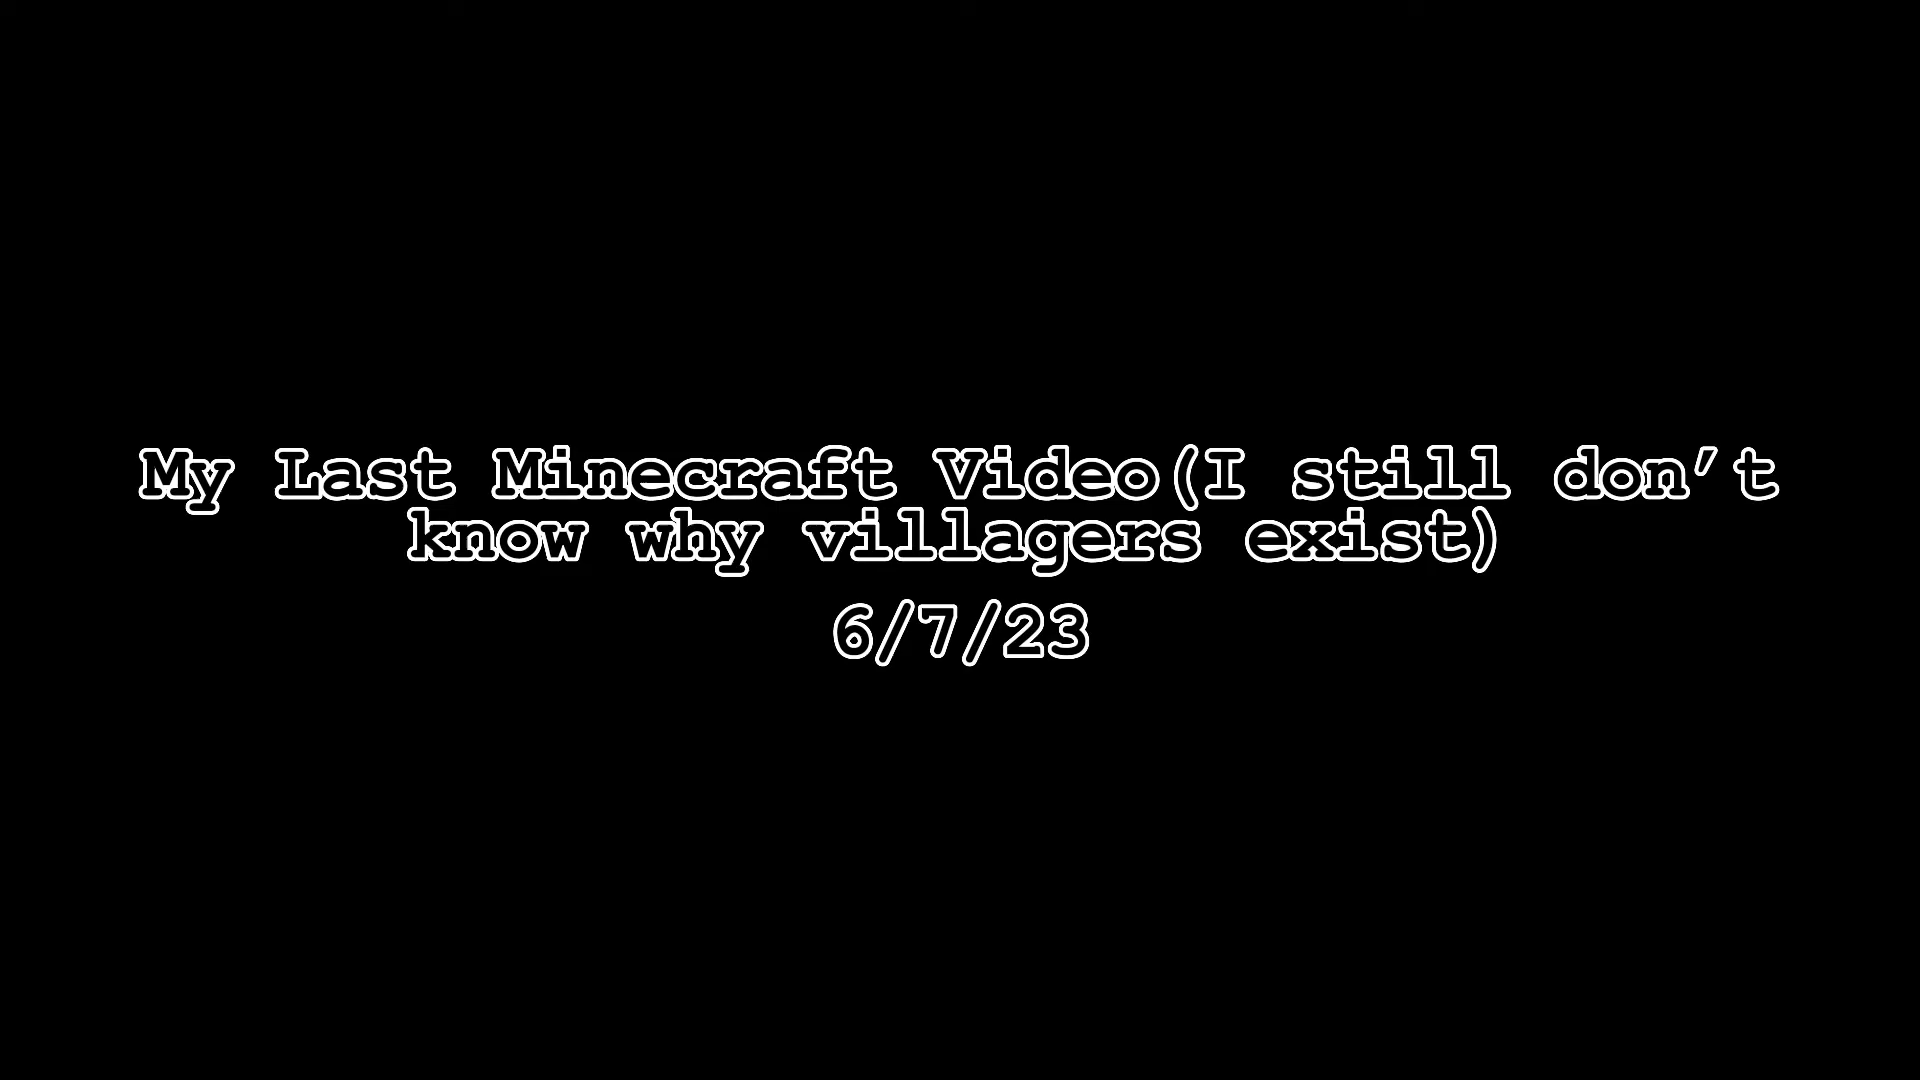 My Last Minecraft Video(I still don’t
know why villagers exist)
6/7/23